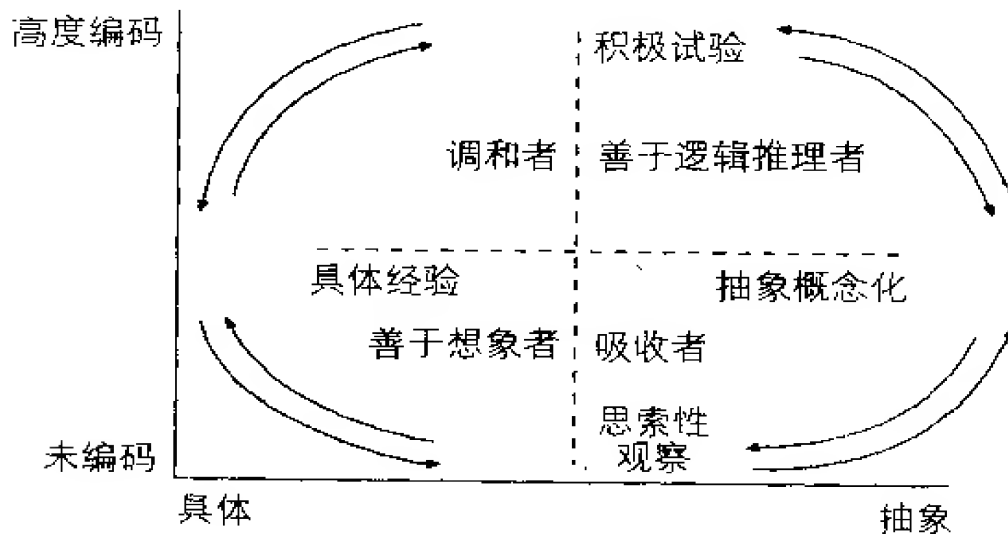 高度编码
积极试验
调和者
善于逻辑推理者
具体经验
抽象概念化
善于想象者
吸收者
思索性
观察
未编码
具体
抽象